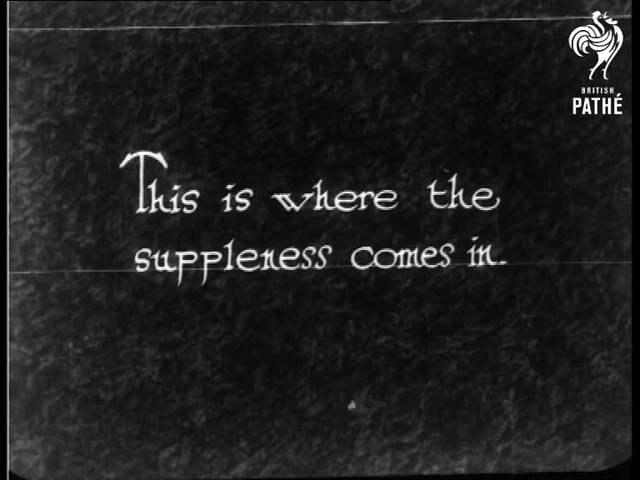 BRITISH
PATHÉ
This is where the
suppleness comes in.